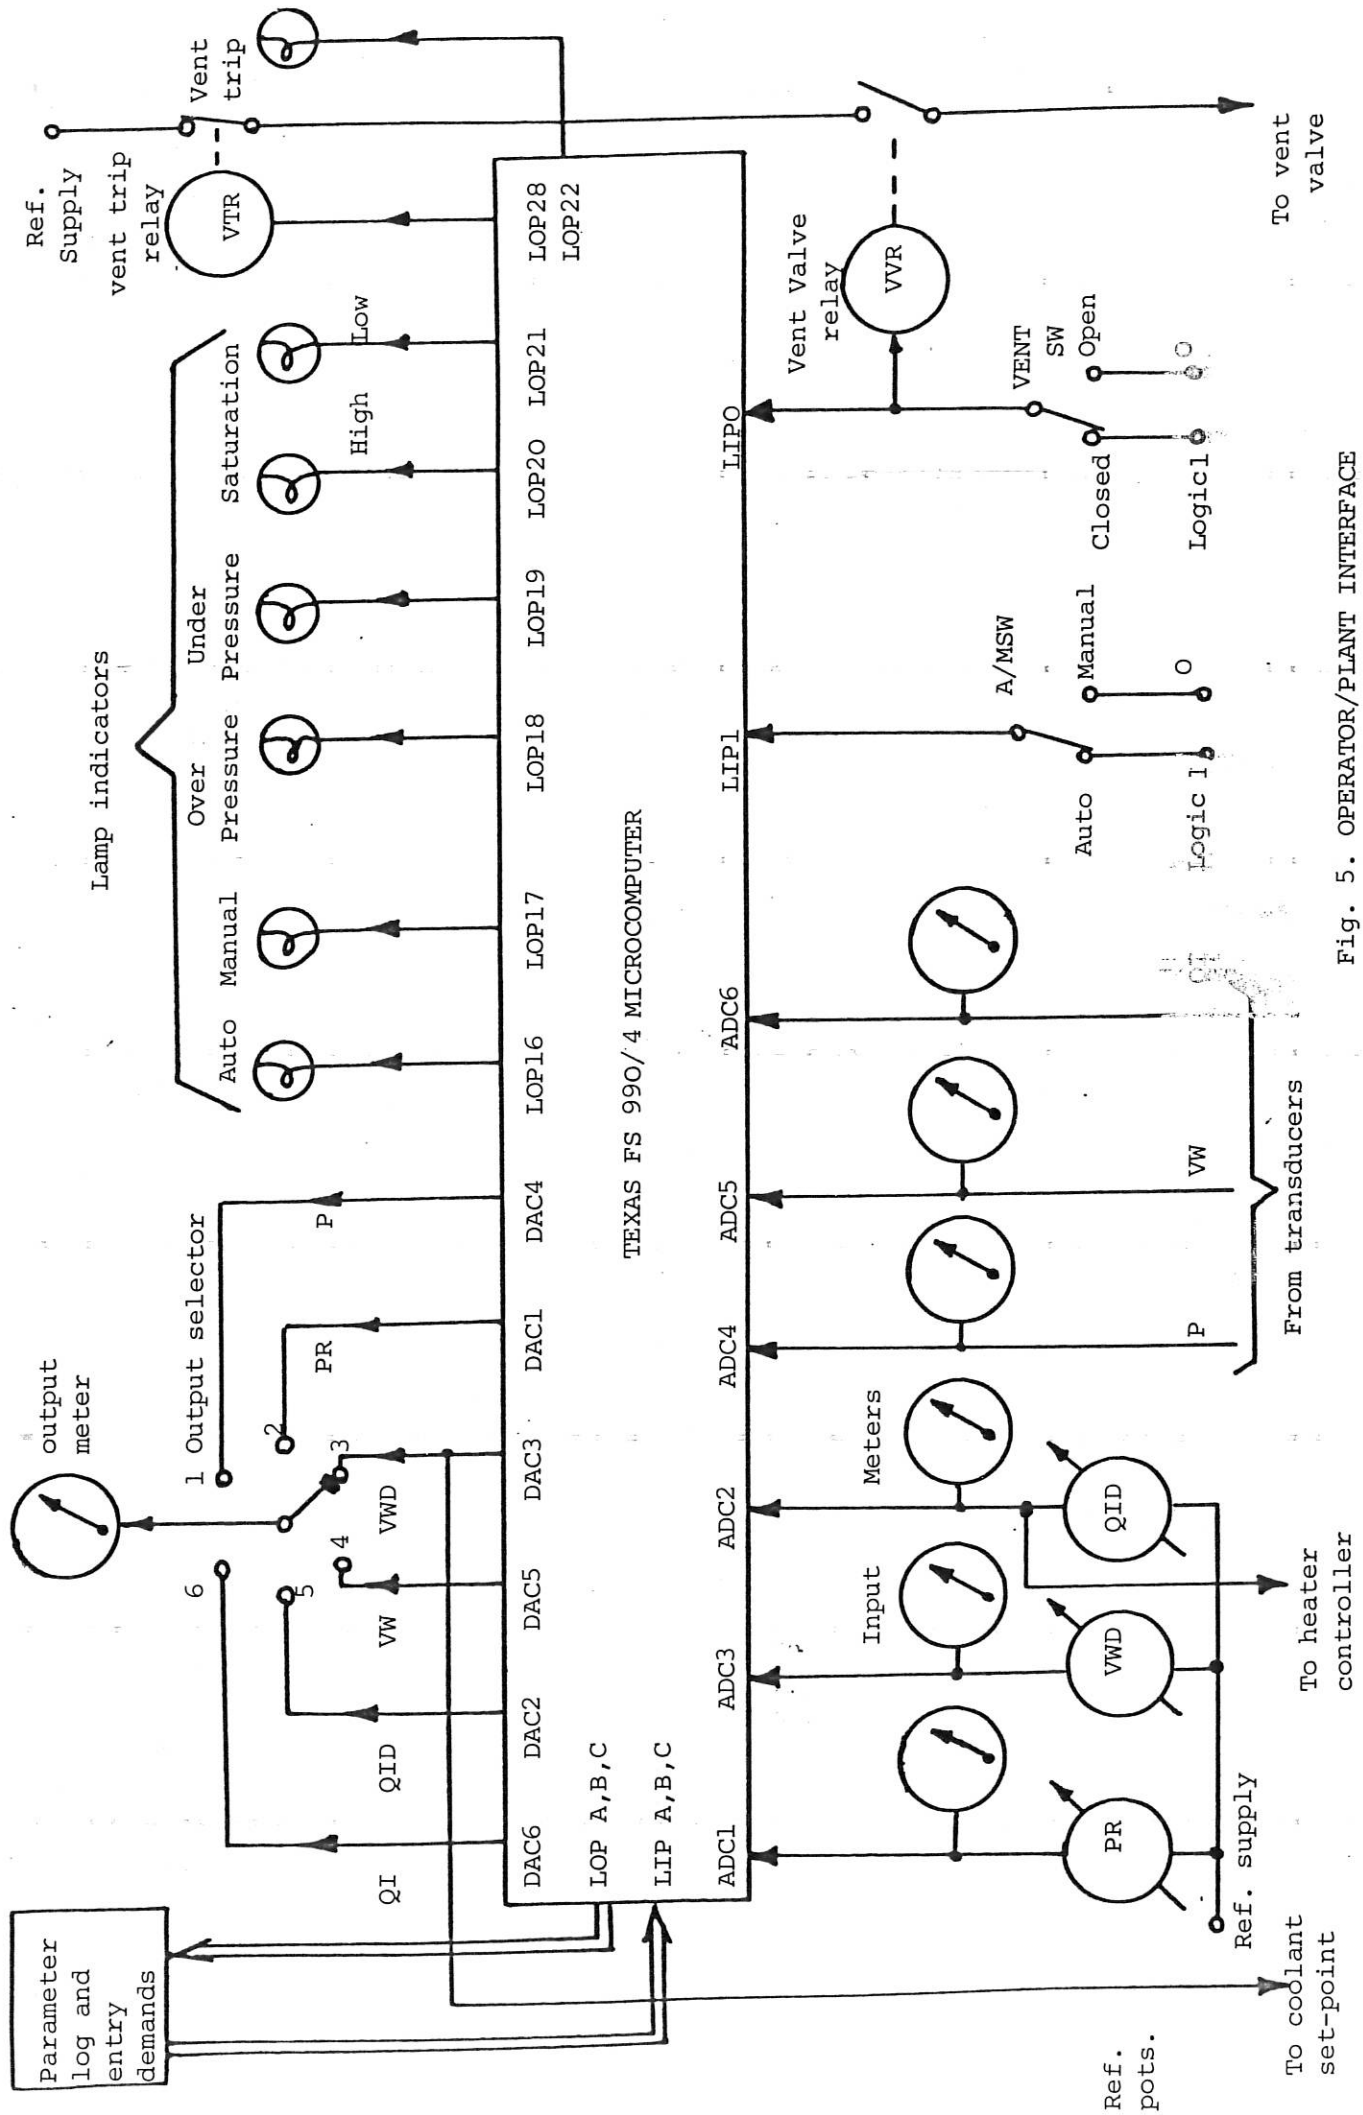 Parameter
log and
entry
demands
output
meter
Output selector
1
2
3
4
5
6
QI
QID
VW
VWD
PR
P
Lamp indicators
Auto
Manual
Over
Pressure
Under
Pressure
Saturation
High
Low
Ref.
Supply
vent trip
relay
VTR
Vent
trip
DAC6
DAC2
DAC5
DAC3
DAC1
DAC4
LOP16
LOP17
LOP18
LOP19
LOP20
LOP21
LOP28
LOP22
LOP A,B,C
LIP A,B,C
TEXAS FS 990/4 MICROCOMPUTER
ADC1
ADC3
ADC2
ADC4
ADC5
ADC6
LIP1
LIP0
Input
Meters
PR
VWD
QID
P
VW
A/MSW
Auto
Manual
Logic 1
0
Vent Valve
relay
VVR
VENT
SW
Closed
Open
Logic1
0
Ref.
pots.
Ref. supply
To coolant
set-point
To heater
controller
From transducers
To vent
valve
Fig. 5. OPERATOR/PLANT INTERFACE